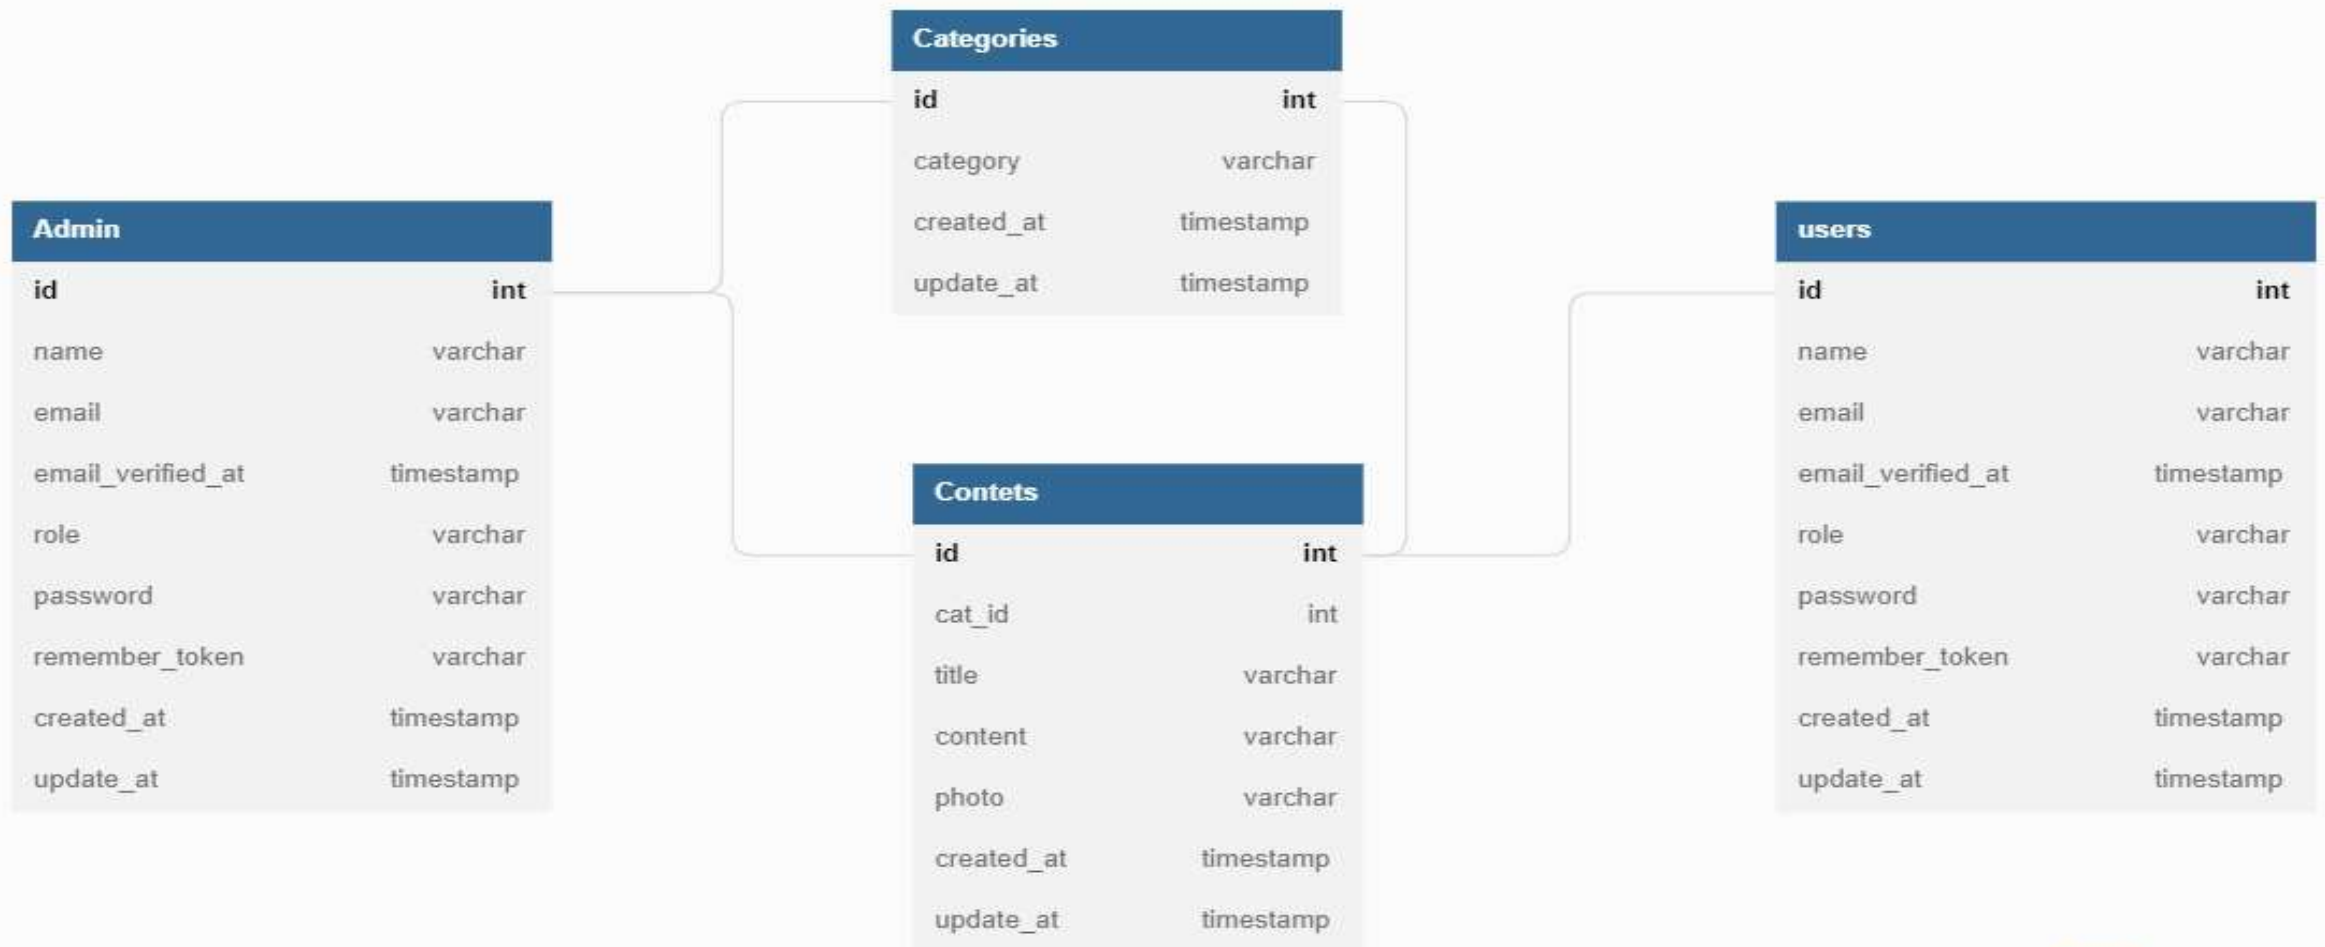 Categories
id int
category varchar
created_at timestamp
update_at timestamp
Admin
id int
name varchar
email varchar
email_verified_at timestamp
role varchar
password varchar
remember_token varchar
created_at timestamp
update_at timestamp
Contets
id int
cat_id int
title varchar
content varchar
photo varchar
created_at timestamp
update_at timestamp
users
id int
name varchar
email varchar
email_verified_at timestamp
role varchar
password varchar
remember_token varchar
created_at timestamp
update_at timestamp